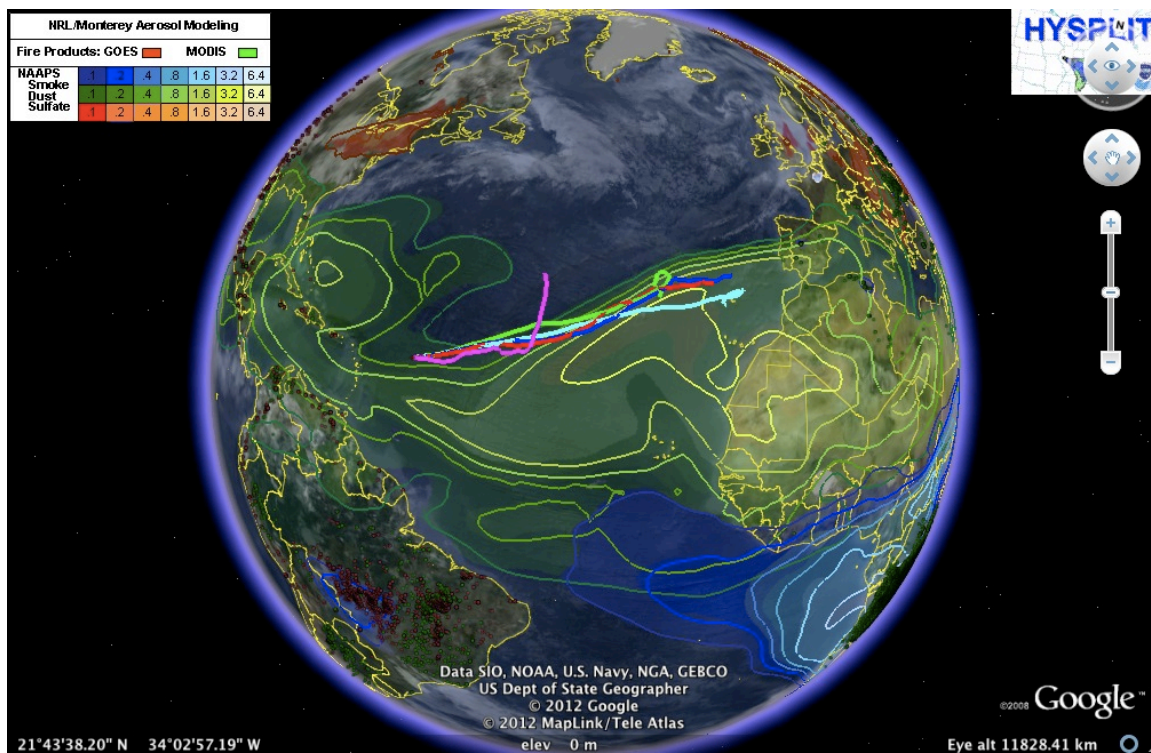 NRL/Monterey Aerosol Modeling
Fire Products: GOES MODIS
NAAPS .1 .2 .4 .8 1.6 3.2 6.4
Smoke
Dust .1 .2 .4 .8 1.6 3.2 6.4
Sulfate .1 .2 .4 .8 1.6 3.2 6.4
HYSPLIT
N
Data SIO, NOAA, U.S. Navy, NGA, GEBCO
US Dept of State Geographer
© 2012 Google
© 2012 MapLink/Tele Atlas
©2008 Google™
21°43'38.20" N 34°02'57.19" W elev 0 m Eye alt 11828.41 km